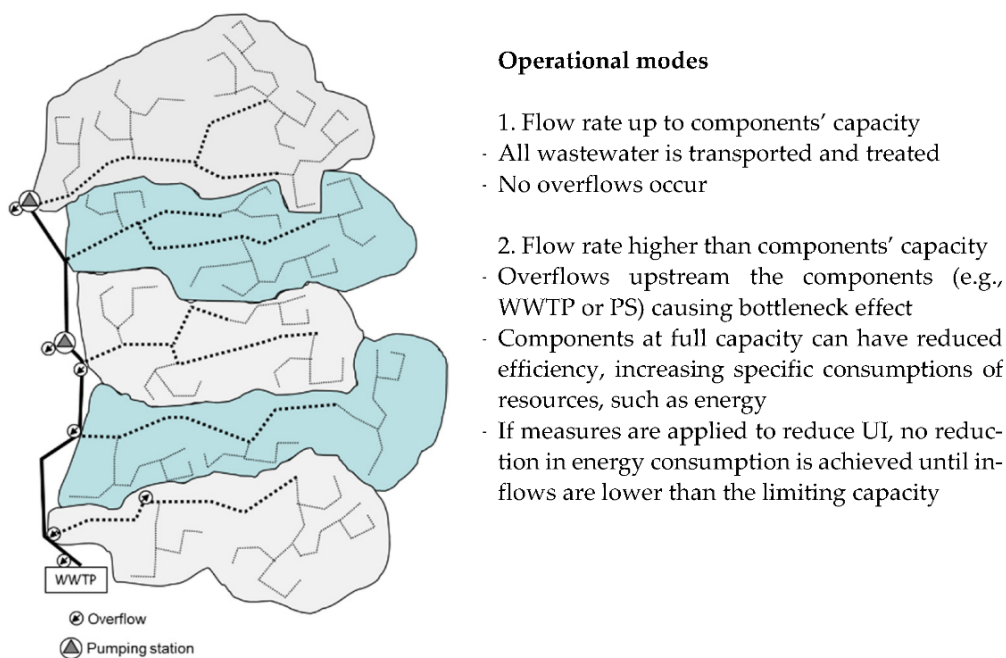 Operational modes
1. Flow rate up to components’ capacity
- All wastewater is transported and treated
- No overflows occur
2. Flow rate higher than components’ capacity
- Overflows upstream the components (e.g.,
WWTP or PS) causing bottleneck effect
- Components at full capacity can have reduced
efficiency, increasing specific consumptions of
resources, such as energy
- If measures are applied to reduce UI, no reduc-
tion in energy consumption is achieved until in-
flows are lower than the limiting capacity
WWTP
Overflow
Pumping station